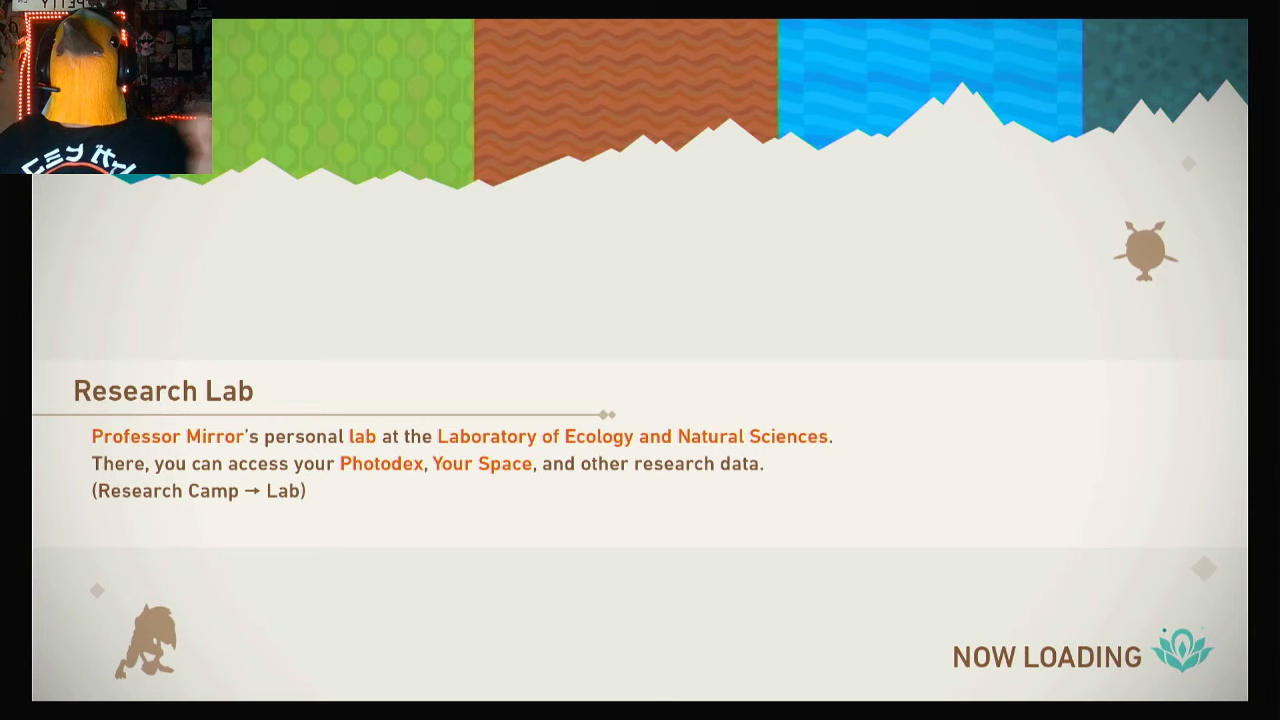 Research Lab
Professor Mirror's personal lab at the Laboratory of Ecology and Natural Sciences.
There, you can access your Photodex, Your Space, and other research data.
(Research Camp → Lab)
NOW LOADING